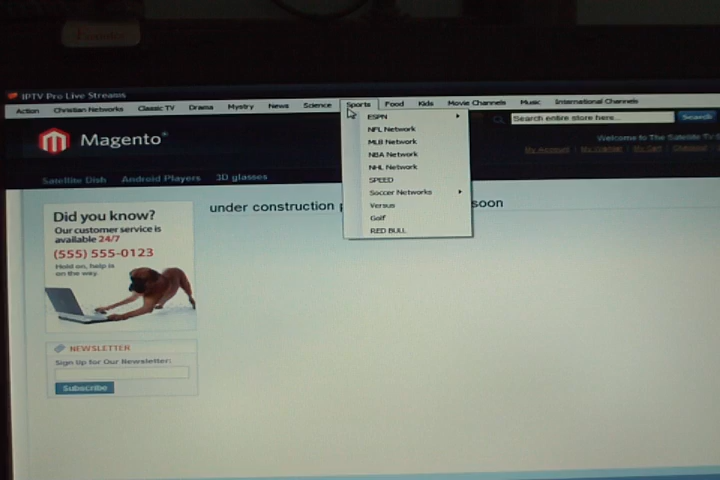 IPTV Pro Live Streams
Action Christian Networks Classic TV Drama Mystry News Science Sports Food Kids Movie Channels Music International Channels
ESPN
NFL Network
MLB Network
NBA Network
NHL Network
SPEED
Soccer Networks
Versus
Golf
RED BULL
Magento
Search entire store here... Search
Welcome to The Satellite
My Account My Cart Checkout
Satellite Dish Android Players 3D glasses
Did you know?
Our customer service is
available 24/7
(555) 555-0123
Hold on, help is
on the way.
under construction soon
NEWSLETTER
Sign Up for Our Newsletter:
Subscribe